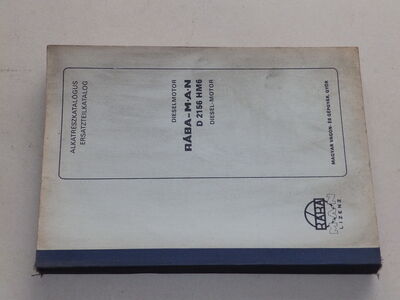 ALKATRÉSZKATALÓGUS
ERSATZTEILKATALOG
DIESELMOTOR
RÁBA-M·A·N
D 2156 HM6
DIESEL-MOTOR
MAGYAR VAGON- ÉS GÉPGYÁR, GYŐR
RÁBA
M·A·N
LIZENZ